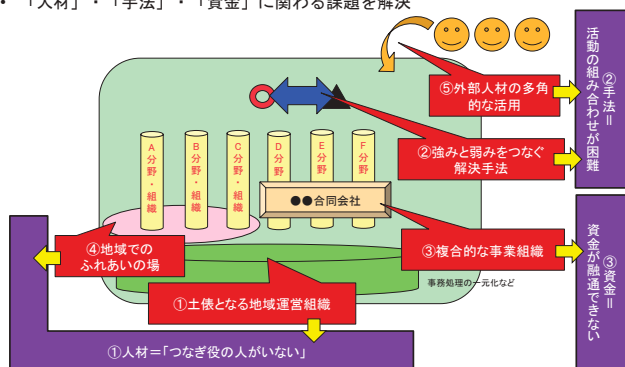 ・ 「人材」・「手法」・「資金」に関わる課題を解決
⑤外部人材の多角
的な活用
②手法＝
活動の組み合わせが困難
②強みと弱みをつなぐ
解決手法
A分野・組織
B分野・組織
C分野・組織
D分野
E分野
F分野
●●合同会社
④地域での
ふれあいの場
③複合的な事業組織
③資金＝
資金が融通できない
事務処理の一元化など
①土俵となる地域運営組織
①人材＝「つなぎ役の人がいない」